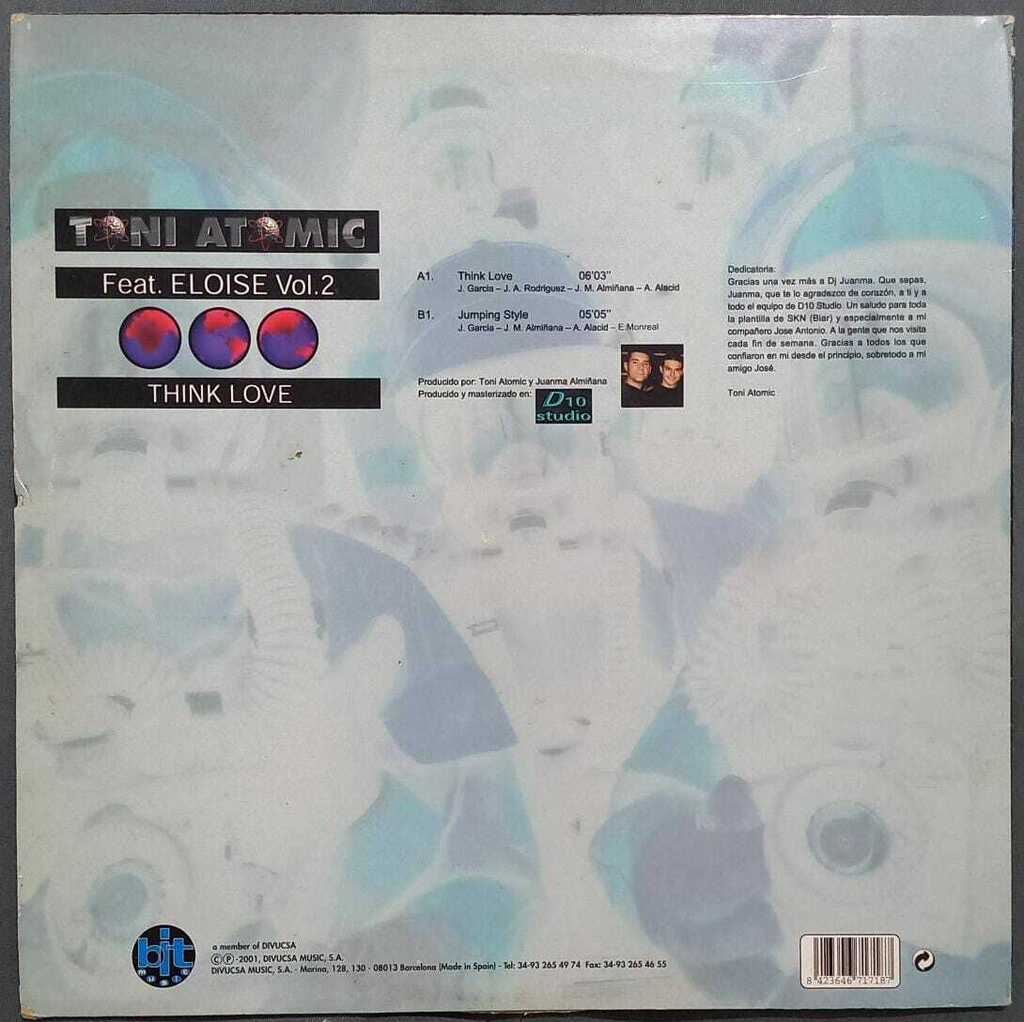 TONI ATOMIC
Feat. ELOISE Vol.2
THINK LOVE
A1. Think Love 06'03"
J. Garcia – J. A. Rodriguez – J. M. Almiñana – A. Alacid
B1. Jumping Style 05'05"
J. Garcia – J. M. Almiñana – A. Alacid – E.Monreal
Producido por: Toni Atomic y Juanma Almiñana
Producido y masterizado en:
D10
studio
Dedicatoria:
Gracias una vez más a Dj Juanma. Que sepas,
Juanma, que te lo agradezco de corazón, a ti y a
todo el equipo de D10 Studio. Un saludo para toda
la plantilla de SKN (Biar) y especialmente a mi
compañero Jose Antonio. A la gente que nos visita
cada fin de semana. Gracias a todos los que
confiaron en mi desde el principio, sobretodo a mi
amigo José.
Toni Atomic
bit
music
a member of DIVUCSA
©℗-2001, DIVUCSA MUSIC, S.A.
DIVUCSA MUSIC, S.A. - Marina, 128, 130 - 08013 Barcelona (Made in Spain) - Tel: 34-93 265 49 74 Fax: 34-93 265 46 55
8 423646 717187